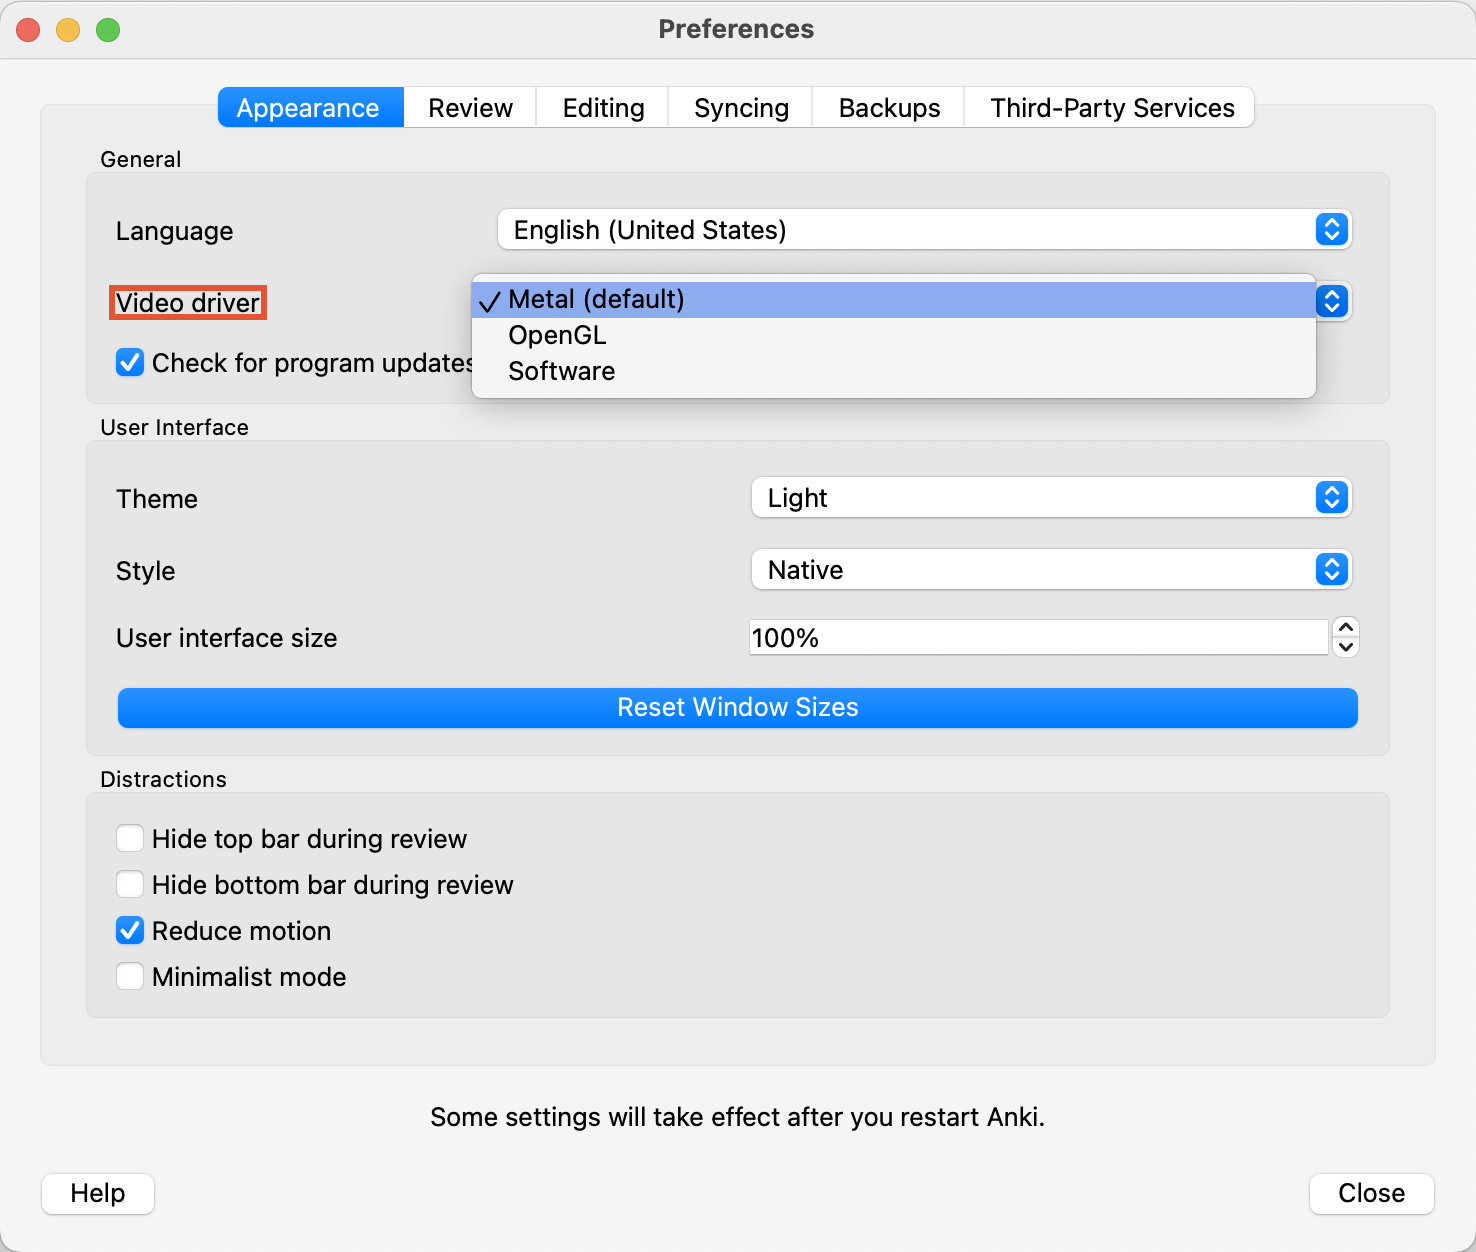 Preferences
Appearance Review Editing Syncing Backups Third-Party Services
General
Language English (United States)
Video driver Metal (default)
OpenGL
Check for program updates
Software
User Interface
Theme Light
Style Native
User interface size 100%
Reset Window Sizes
Distractions
Hide top bar during review
Hide bottom bar during review
Reduce motion
Minimalist mode
Some settings will take effect after you restart Anki.
Help Close